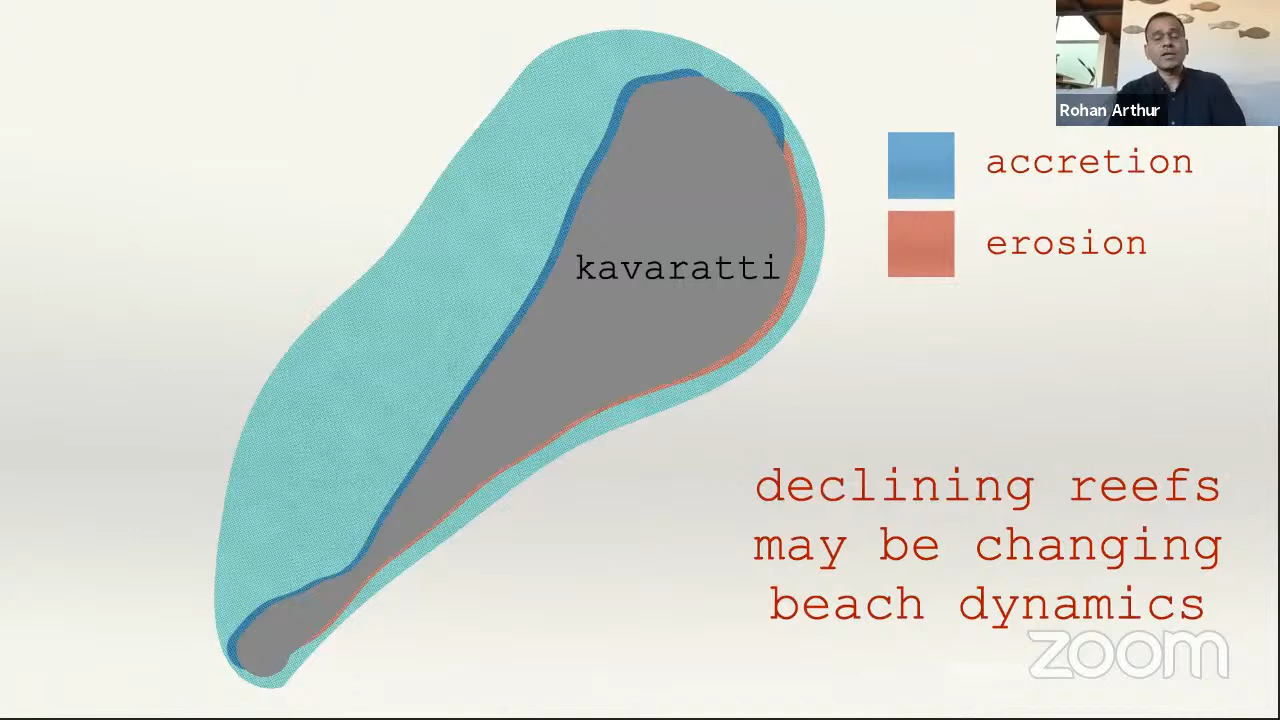 Rohan Arthur
accretion
erosion
kavaratti
declining reefs
may be changing
beach dynamics
zoom